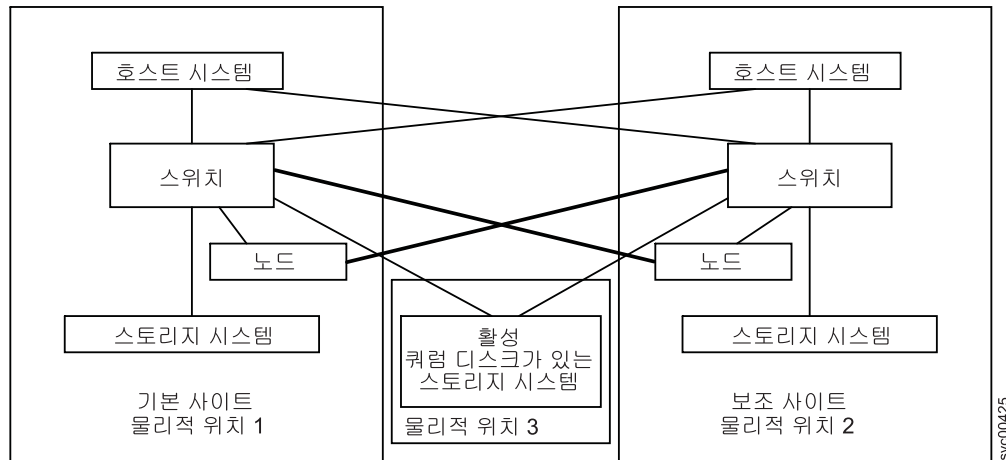 호스트 시스템
호스트 시스템
스위치
스위치
노드
노드
스토리지 시스템
활성
쿼럼 디스크가 있는
스토리지 시스템
스토리지 시스템
기본 사이트
물리적 위치 1
물리적 위치 3
보조 사이트
물리적 위치 2
svc00425